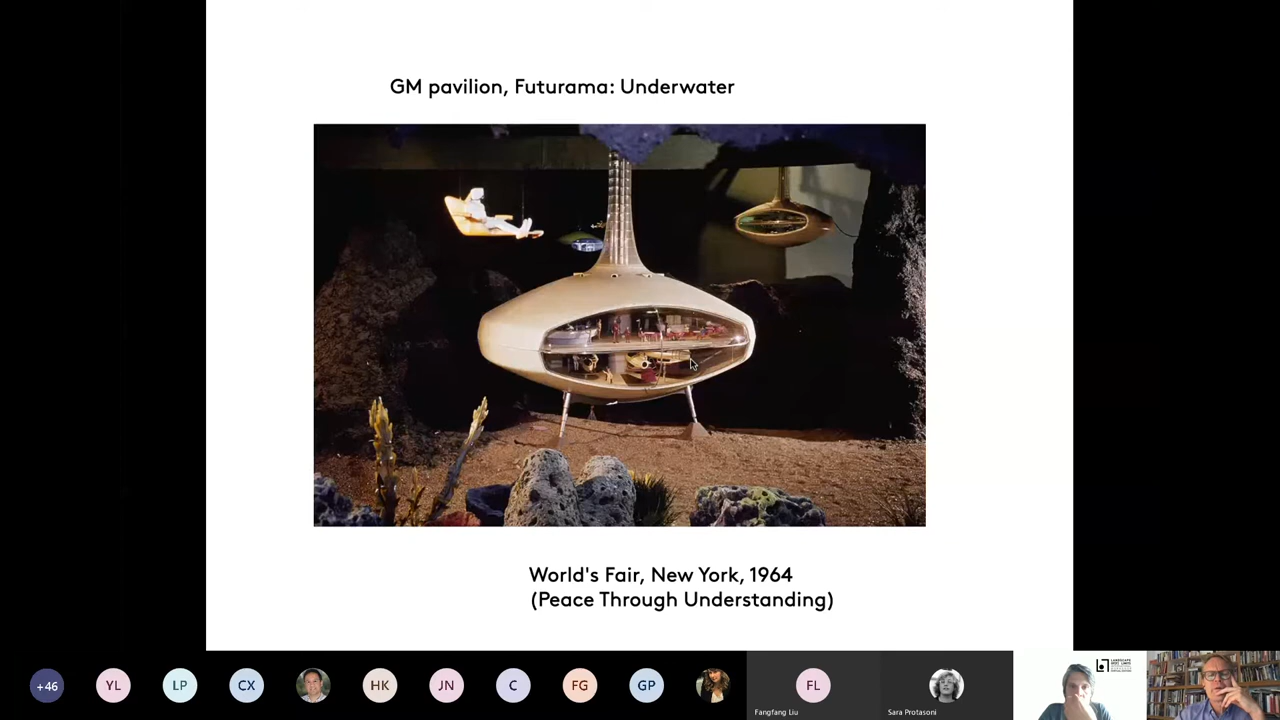 GM pavilion, Futurama: Underwater
World's Fair, New York, 1964
(Peace Through Understanding)
+46
YL
LP
CX
HK
JN
C
FG
GP
FL
Fangfang Liu
Sara Protasoni